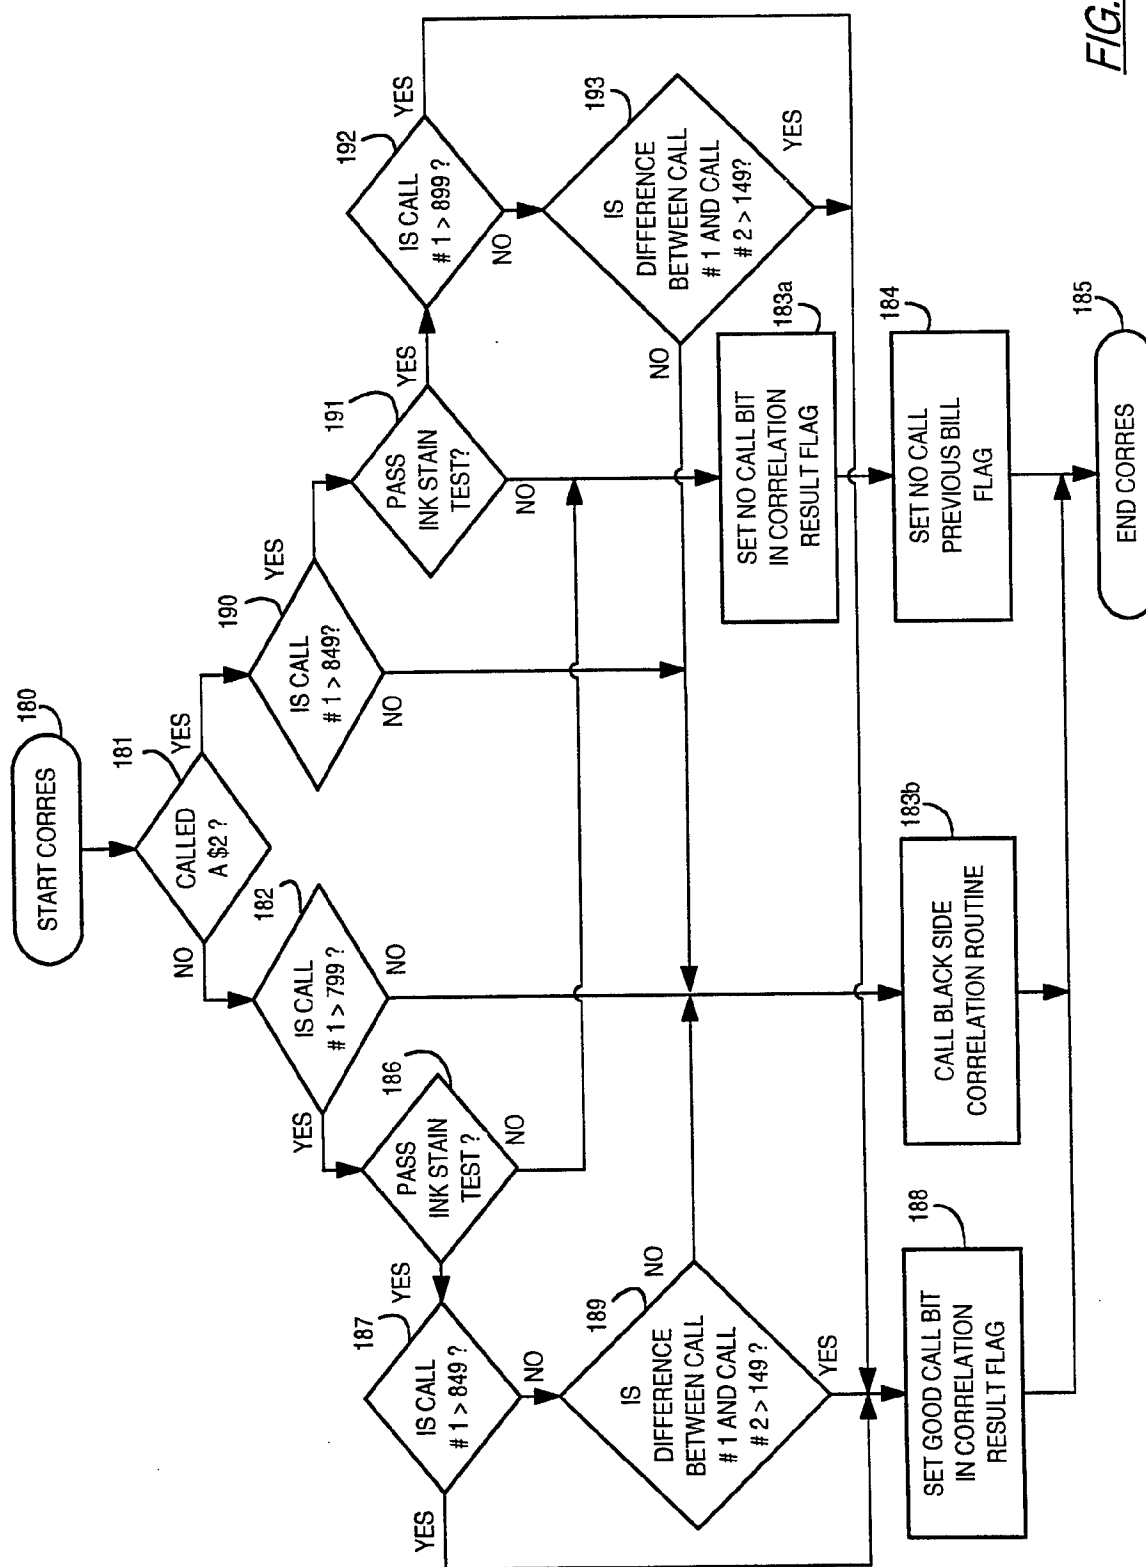 START CORRES
180
CALLED
A $2 ?
181
NO
YES
IS CALL
# 1 > 799 ?
182
YES
NO
IS CALL
# 1 > 849?
190
YES
NO
PASS
INK STAIN
TEST ?
186
YES
NO
PASS
INK STAIN
TEST?
191
YES
NO
IS CALL
# 1 > 849 ?
187
YES
NO
IS CALL
# 1 > 899 ?
192
YES
NO
IS
DIFFERENCE
BETWEEN CALL
# 1 AND CALL
# 2 > 149 ?
189
NO
YES
IS
DIFFERENCE
BETWEEN CALL
# 1 AND CALL
# 2 > 149?
193
NO
YES
SET NO CALL BIT
IN CORRELATION
RESULT FLAG
183a
SET GOOD CALL BIT
IN CORRELATION
RESULT FLAG
188
CALL BLACK SIDE
CORRELATION ROUTINE
183b
SET NO CALL
PREVIOUS BILL
FLAG
184
END CORRES
185
FIG.